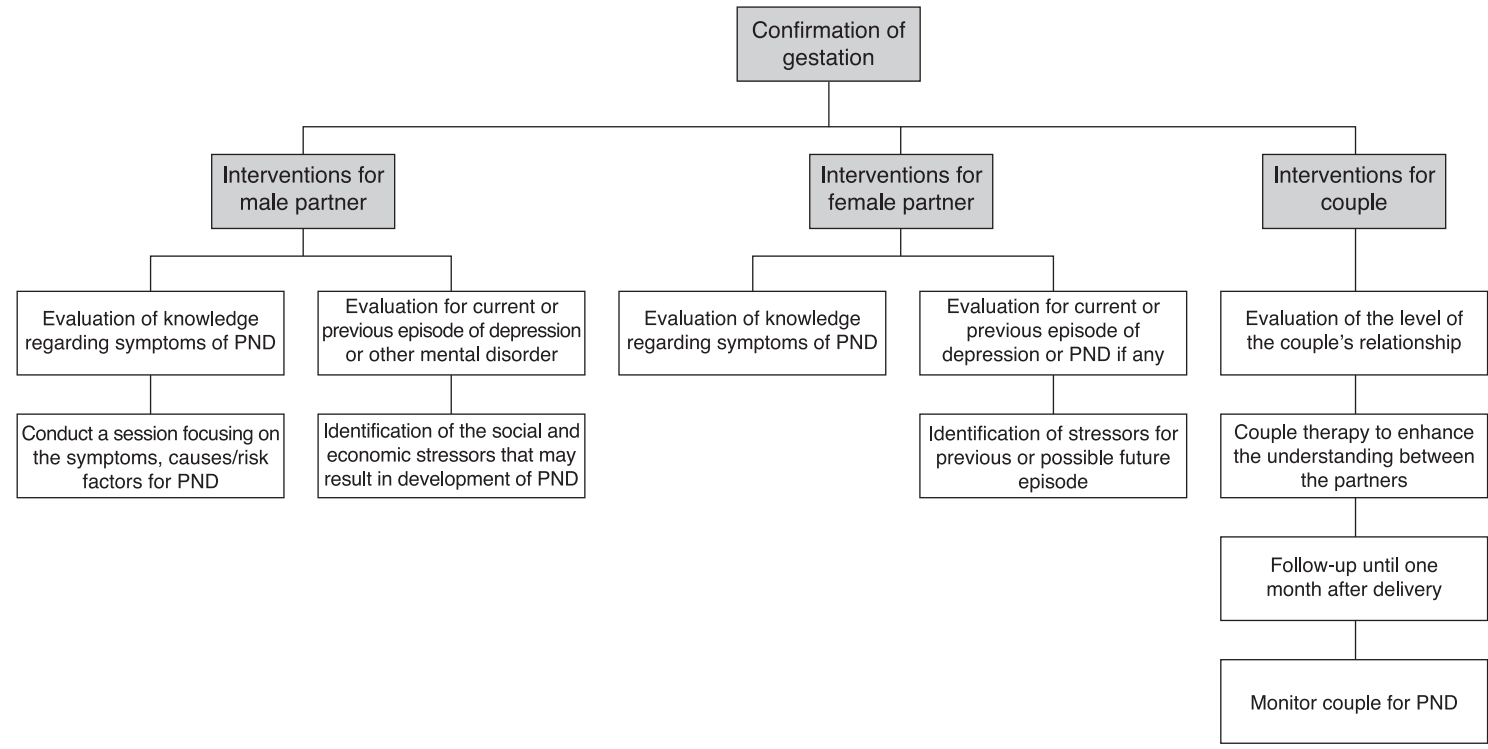 Confirmation of
gestation
Interventions for
male partner
Interventions for
female partner
Interventions for
couple
Evaluation of knowledge
regarding symptoms of PND
Evaluation for current or
previous episode of depression
or other mental disorder
Evaluation of knowledge
regarding symptoms of PND
Evaluation for current or
previous episode of
depression or PND if any
Evaluation of the level of
the couple's relationship
Conduct a session focusing on
the symptoms, causes/risk
factors for PND
Identification of the social and
economic stressors that may
result in development of PND
Identification of stressors for
previous or possible future
episode
Couple therapy to enhance
the understanding between
the partners
Follow-up until one
month after delivery
Monitor couple for PND